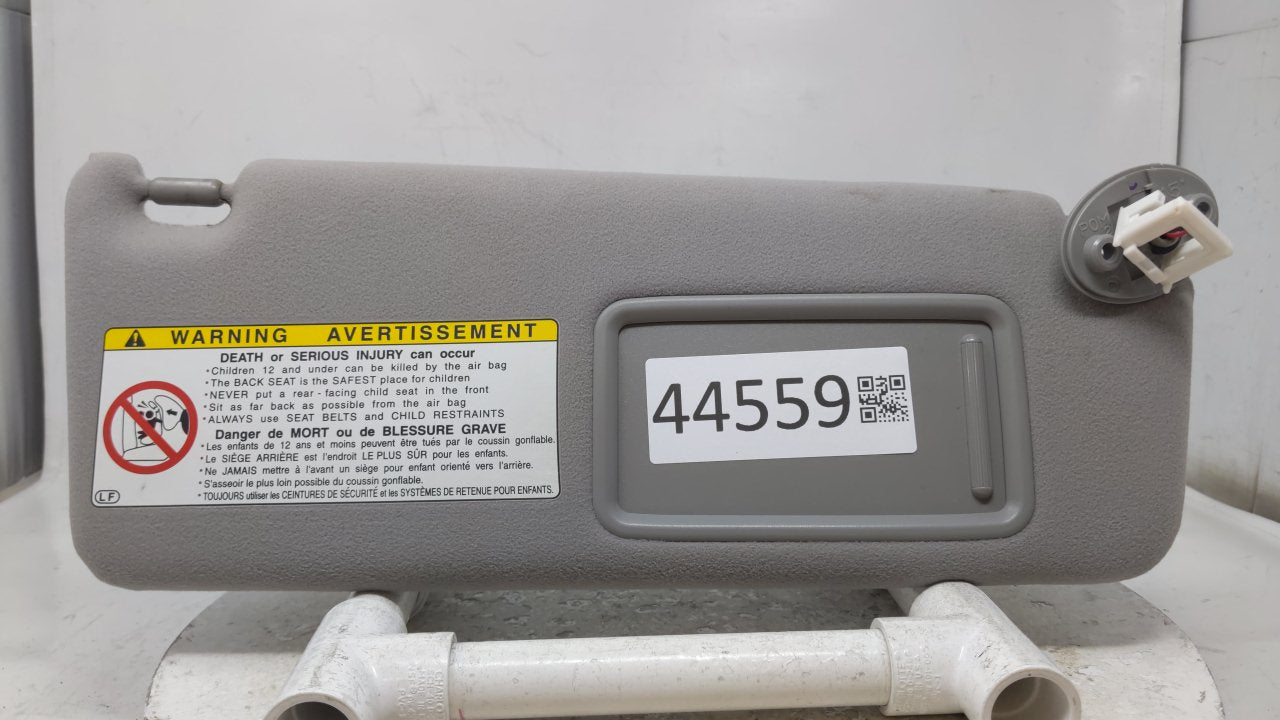 WARNING AVERTISSEMENT
DEATH or SERIOUS INJURY can occur
•Children 12 and under can be killed by the air bag
•The BACK SEAT is the SAFEST place for children
•NEVER put a rear-facing child seat in the front
•Sit as far back as possible from the air bag
•ALWAYS use SEAT BELTS and CHILD RESTRAINTS
Danger de MORT ou de BLESSURE GRAVE
•Les enfants de 12 ans et moins peuvent être tués par le coussin gonflable.
•Le SIÈGE ARRIÈRE est l'endroit LE PLUS SÛR pour les enfants.
•Ne JAMAIS mettre à l'avant un siège pour enfant orienté vers l'arrière.
•S'asseoir le plus loin possible du coussin gonflable.
•TOUJOURS utiliser les CEINTURES DE SÉCURITÉ et les SYSTÈMES DE RETENUE POUR ENFANTS.
LF
44559
POM